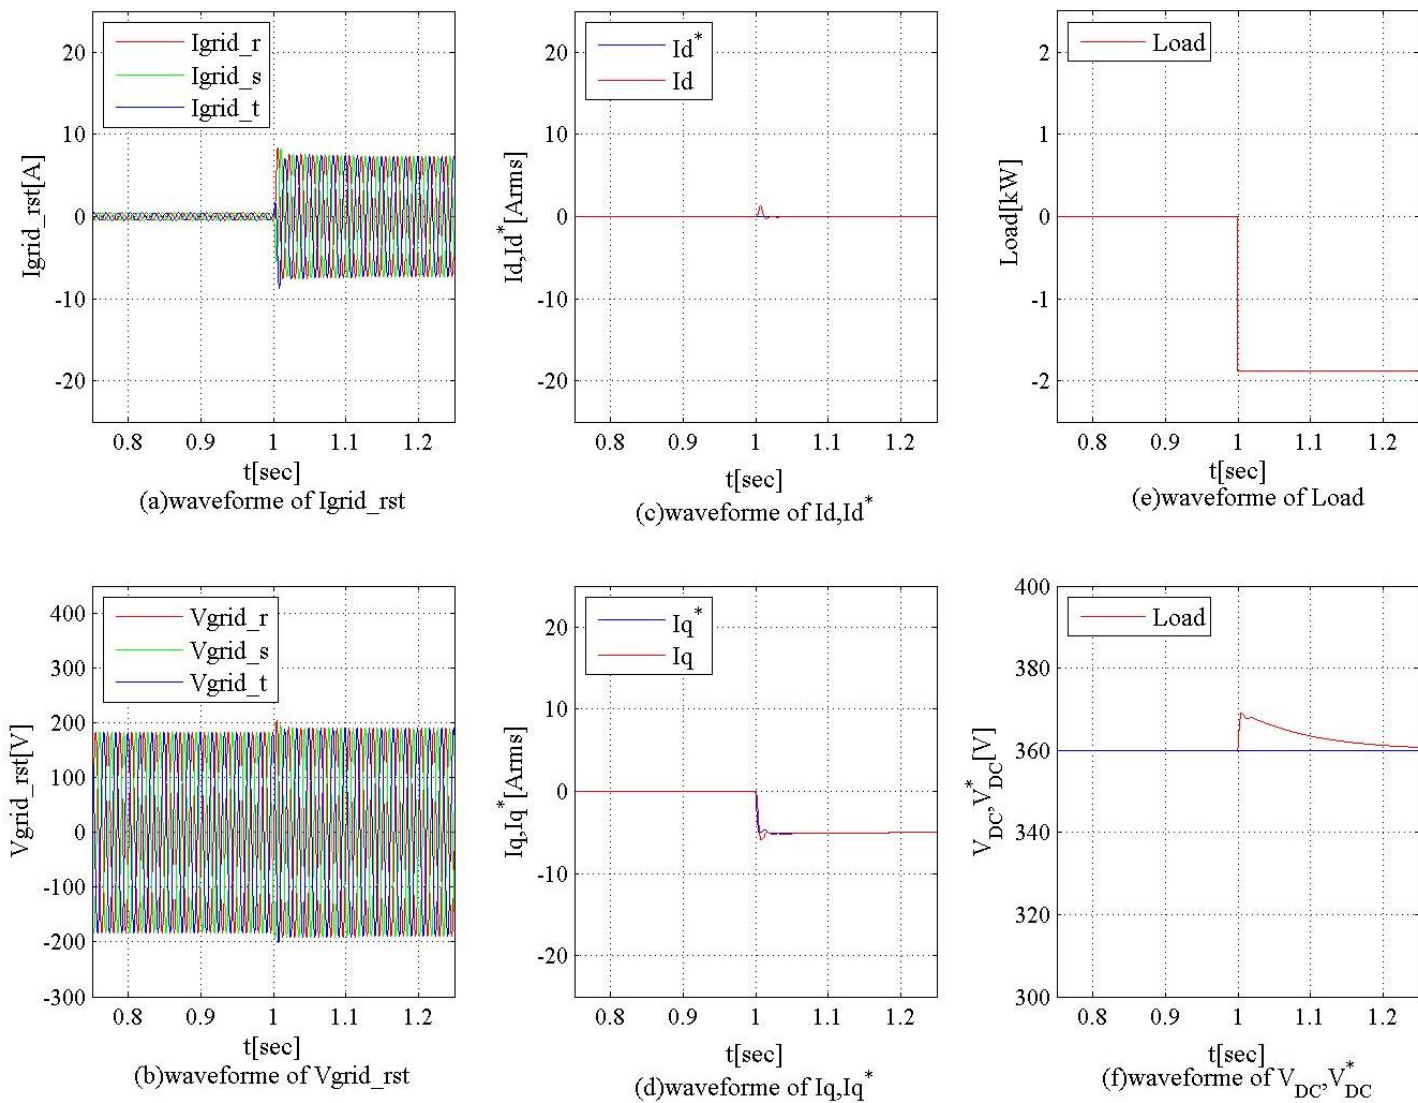 20
10
0
-10
-20
Igrid_rst[A]
Igrid_r
Igrid_s
Igrid_t
0.8 0.9 1 1.1 1.2
t[sec]
(a)waveforme of Igrid_rst
20
10
0
-10
-20
Id,Id*[Arms]
Id*
Id
0.8 0.9 1 1.1 1.2
t[sec]
(c)waveforme of Id,Id*
2
1
0
-1
-2
Load[kW]
Load
0.8 0.9 1 1.1 1.2
t[sec]
(e)waveforme of Load
400
300
200
100
0
-100
-200
-300
Vgrid_rst[V]
Vgrid_r
Vgrid_s
Vgrid_t
0.8 0.9 1 1.1 1.2
t[sec]
(b)waveforme of Vgrid_rst
20
10
0
-10
-20
Iq,Iq*[Arms]
Iq*
Iq
0.8 0.9 1 1.1 1.2
t[sec]
(d)waveforme of Iq,Iq*
400
380
360
340
320
300
VDC,V*DC[V]
Load
0.8 0.9 1 1.1 1.2
t[sec]
(f)waveforme of VDC,V*DC